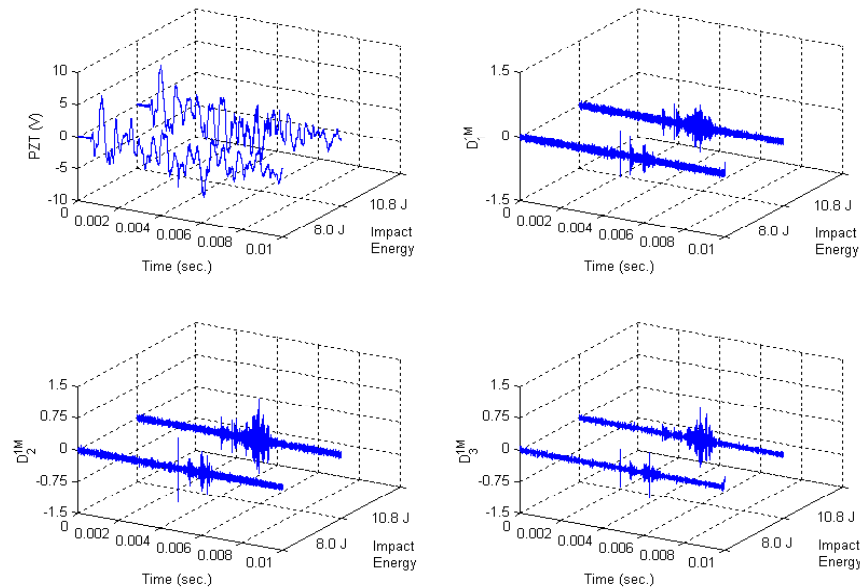 10
5
0
-5
-10
PZT (V)
0
0.002
0.004
0.006
0.008
0.01
Time (sec.)
8.0 J
10.8 J
Impact
Energy
1.5
0
-1.5
0
0.002
0.004
0.006
0.008
0.01
Time (sec.)
8.0 J
10.8 J
Impact
Energy
1.5
0.75
0
-0.75
-1.5
D2^1M
0
0.002
0.004
0.006
0.008
0.01
Time (sec.)
8.0 J
10.8 J
Impact
Energy
1.5
0.75
0
-0.75
-1.5
D3^1M
0
0.002
0.004
0.006
0.008
0.01
Time (sec.)
8.0 J
10.8 J
Impact
Energy